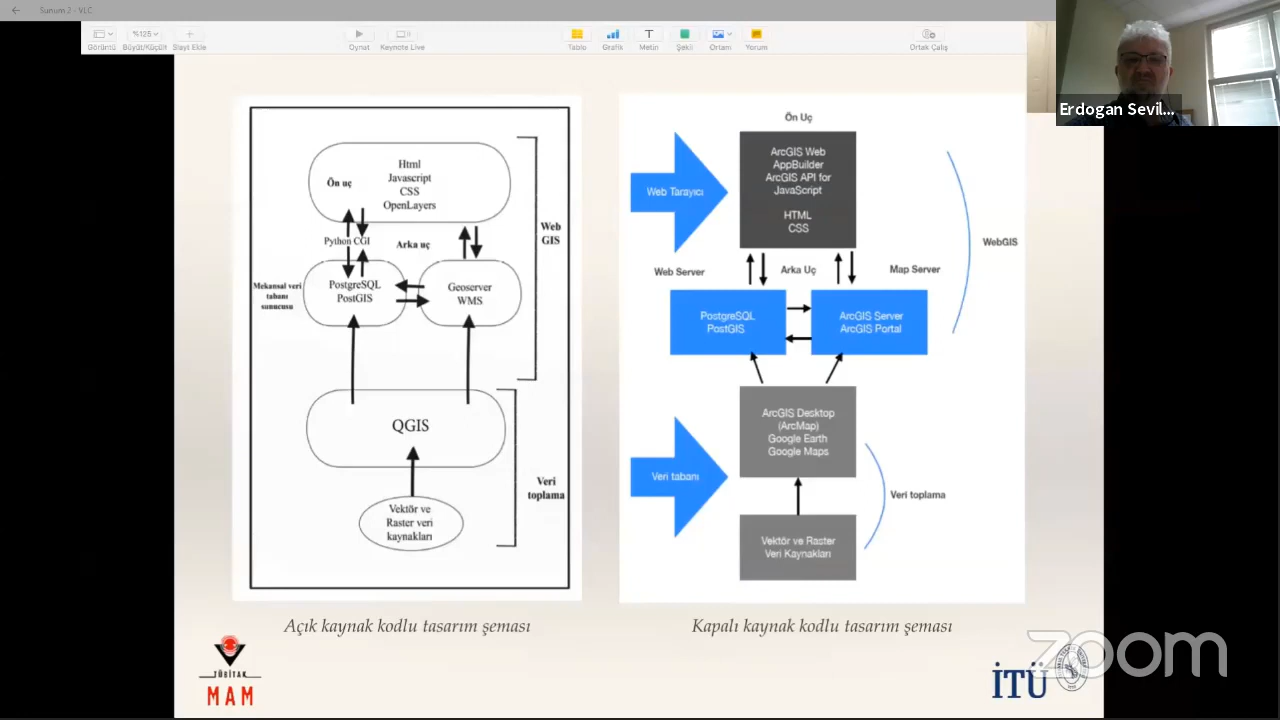 Sunum 2 - VLC
Görüntü
%125
Büyüt/Küçült
Slayt Ekle
Oynat
Keynote Live
Tablo
Grafik
Metin
Şekil
Ortam
Yorum
Ortak Çalış
Erdogan Sevil...
Html
Javascript
CSS
OpenLayers
Ön uç
Python CGI
Arka uç
Web
GIS
Mekansal veri
tabanı
sunucusu
PostgreSQL
PostGIS
Geoserver
WMS
QGIS
Veri
toplama
Vektör ve
Raster veri
kaynakları
Açık kaynak kodlu tasarım şeması
Ön Uç
Web Tarayıcı
ArcGIS Web
AppBuilder
ArcGIS API for
JavaScript
HTML
CSS
WebGIS
Web Server
Arka Uç
Map Server
PostgreSQL
PostGIS
ArcGIS Server
ArcGIS Portal
ArcGIS Desktop
(ArcMap)
Google Earth
Google Maps
Veri tabanı
Veri toplama
Vektör ve Raster
Veri Kaynakları
Kapalı kaynak kodlu tasarım şeması
TÜBİTAK
MAM
İTÜ
zoom